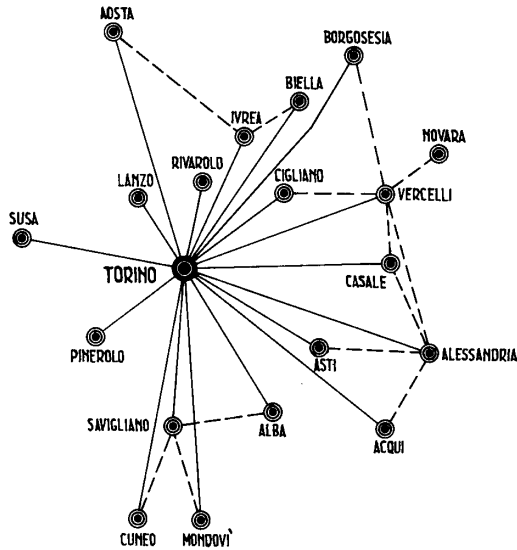 AOSTA
BORGOSESIA
BIELLA
IVREA
NOVARA
RIVAROLO
LANZO
CIGLIANO
VERCELLI
SUSA
TORINO
CASALE
PINEROLO
ASTI
ALESSANDRIA
SAVIGLIANO
ALBA
ACQUI
CUNEO
MONDOVÌ